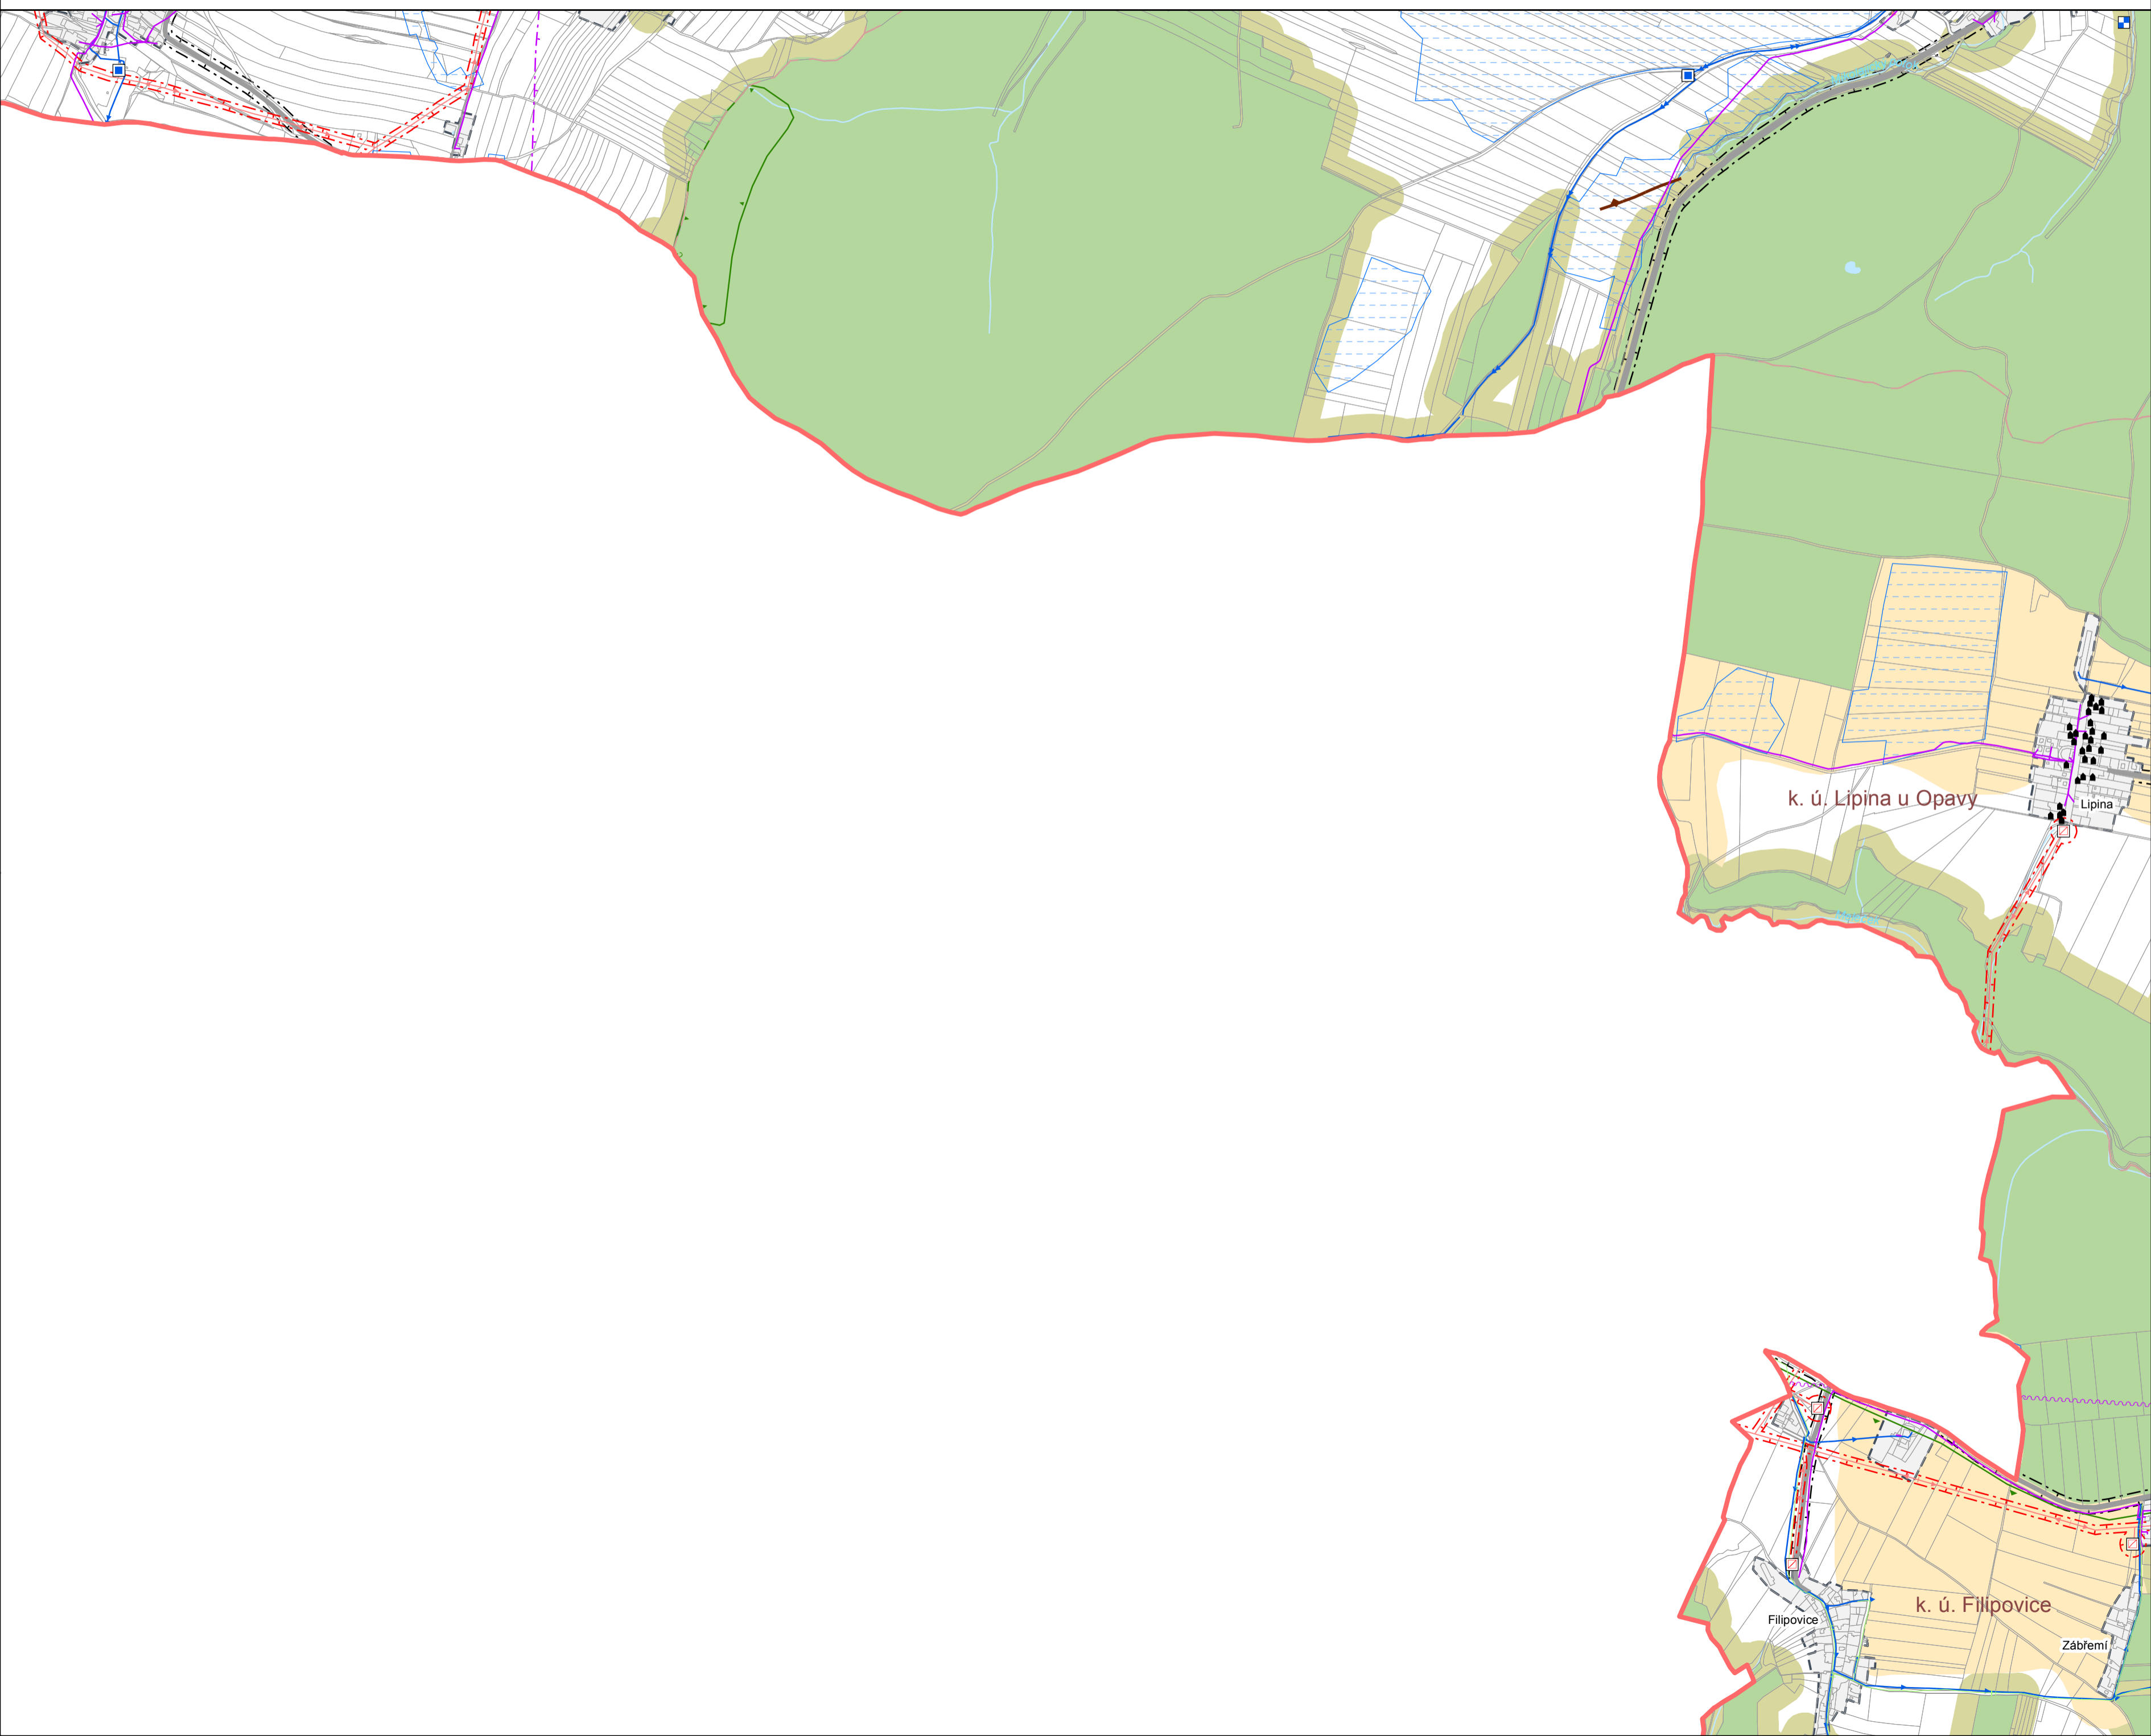 k. ú. Lipina u Opavy
Lipina
Filipovice
k. ú. Filipovice
Zábřemí